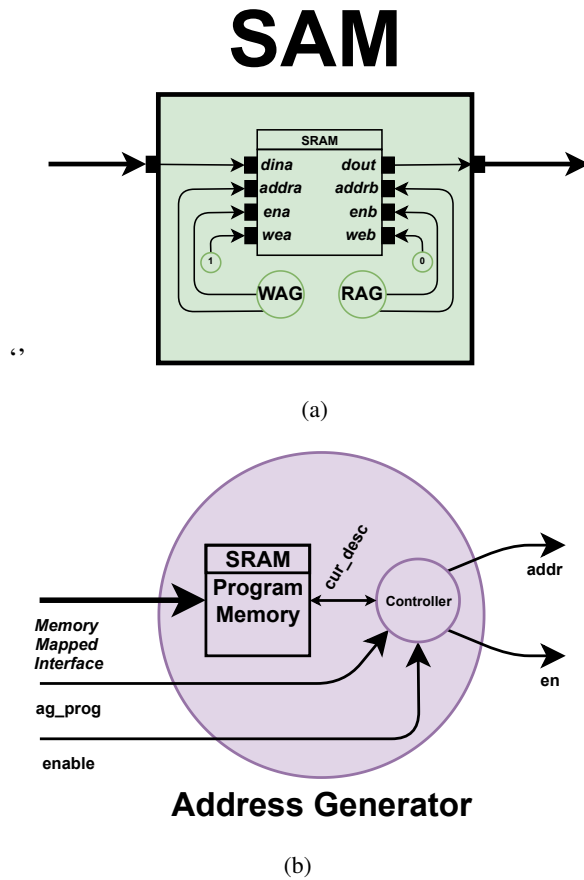 SAM
SRAM
dina dout
addra addrb
ena enb
wea web
1 0
WAG RAG
‘’
(a)
SRAM
Program
Memory
cur_desc
Controller
addr
Memory
Mapped
Interface
en
ag_prog
enable
Address Generator
(b)